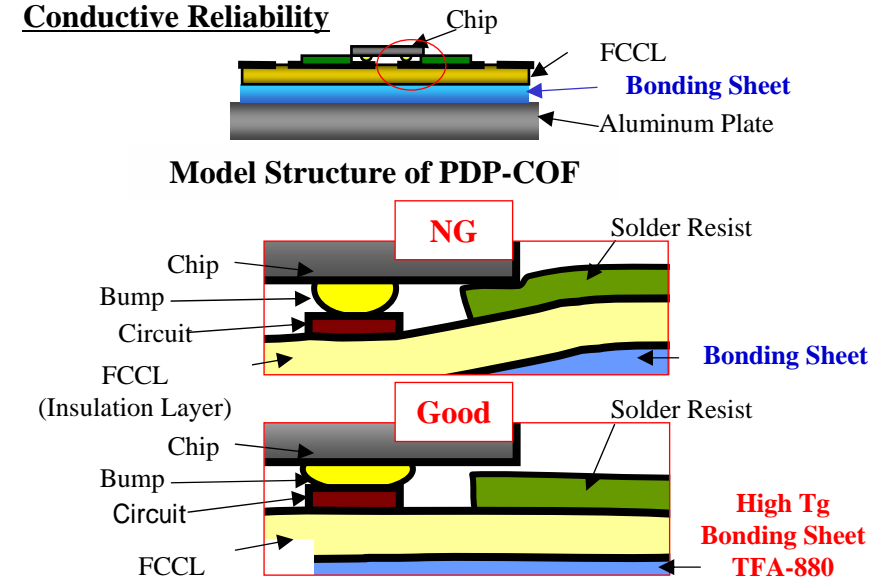 Conductive Reliability
Chip
FCCL
Bonding Sheet
Aluminum Plate
Model Structure of PDP-COF
NG
Solder Resist
Chip
Bump
Circuit
Bonding Sheet
FCCL
(Insulation Layer)
Good
Solder Resist
Chip
Bump
Circuit
High Tg
Bonding Sheet
TFA-880
FCCL